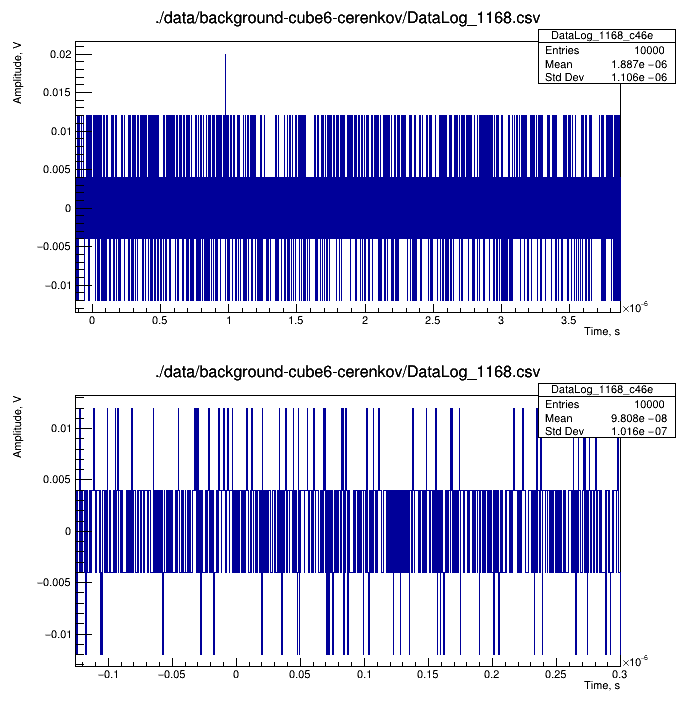 ./data/background-cube6-cerenkov/DataLog_1168.csv
DataLog_1168_c46e
Entries 10000
Mean 1.887e −06
Std Dev 1.106e −06
Amplitude, V
0.02
0.015
0.01
0.005
0
−0.005
−0.01
0 0.5 1 1.5 2 2.5 3 3.5 ×10⁻⁶
Time, s
./data/background-cube6-cerenkov/DataLog_1168.csv
DataLog_1168_c46e
Entries 10000
Mean 9.808e −08
Std Dev 1.016e −07
Amplitude, V
0.01
0.005
0
−0.005
−0.01
−0.1 −0.05 0 0.05 0.1 0.15 0.2 0.25 0.3 ×10⁻⁶
Time, s